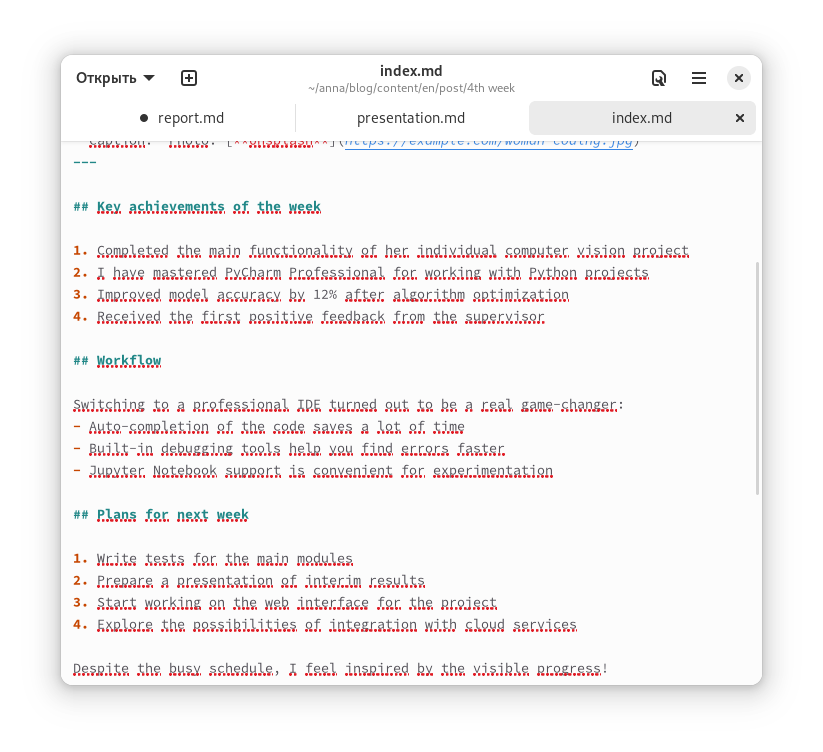 Открыть
index.md
~/anna/blog/content/en/post/4th week
report.md
presentation.md
index.md
caption: "Photo: [**Unsplash**](https://example.com/woman-coding.jpg)
---
## Key achievements of the week
1. Completed the main functionality of her individual computer vision project
2. I have mastered PyCharm Professional for working with Python projects
3. Improved model accuracy by 12% after algorithm optimization
4. Received the first positive feedback from the supervisor
## Workflow
Switching to a professional IDE turned out to be a real game-changer:
- Auto-completion of the code saves a lot of time
- Built-in debugging tools help you find errors faster
- Jupyter Notebook support is convenient for experimentation
## Plans for next week
1. Write tests for the main modules
2. Prepare a presentation of interim results
3. Start working on the web interface for the project
4. Explore the possibilities of integration with cloud services
Despite the busy schedule, I feel inspired by the visible progress!